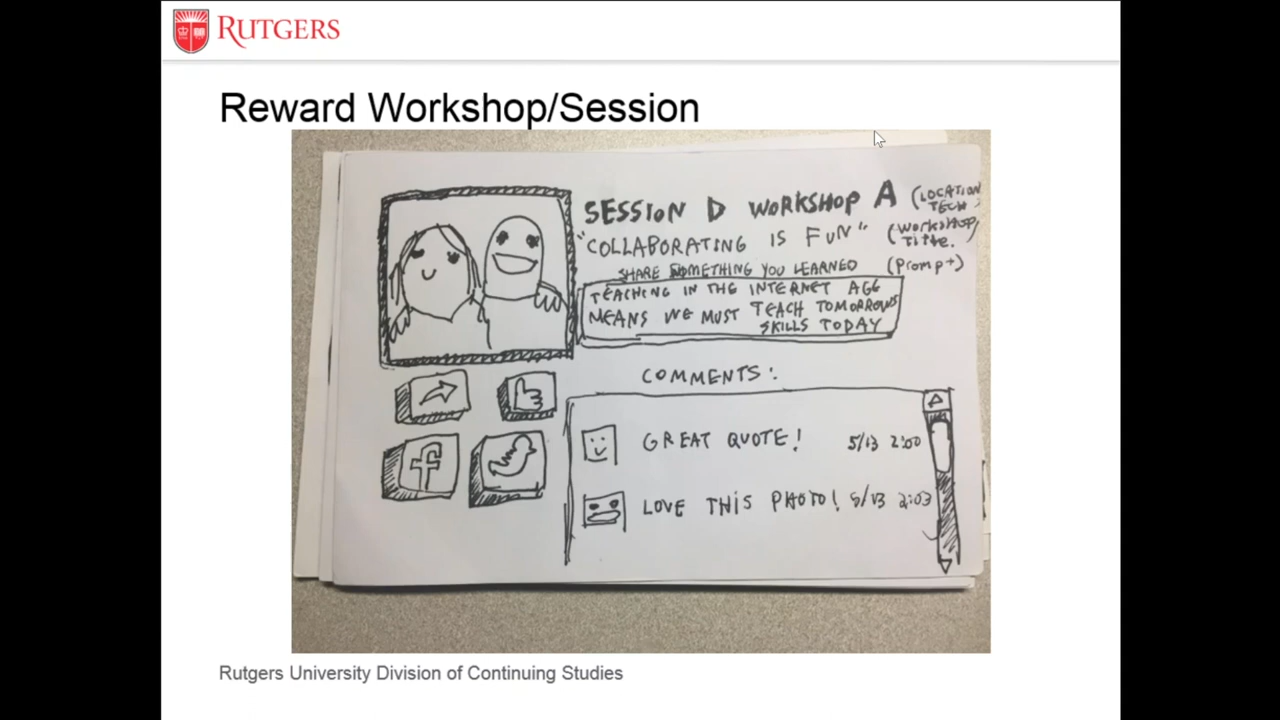 RUTGERS
Reward Workshop/Session
SESSION D WORKSHOP A (LOCATION TECH)
"COLLABORATING IS FUN" (WORKSHOP TITLE.
SHARE SOMETHING YOU LEARNED (PROMPT)
TEACHING IN THE INTERNET AGE
MEANS WE MUST TEACH TOMORROWS
SKILLS TODAY
COMMENTS:
f
GREAT QUOTE! 5/13 2:00
LOVE THIS PHOTO! 5/13 2:03
Rutgers University Division of Continuing Studies